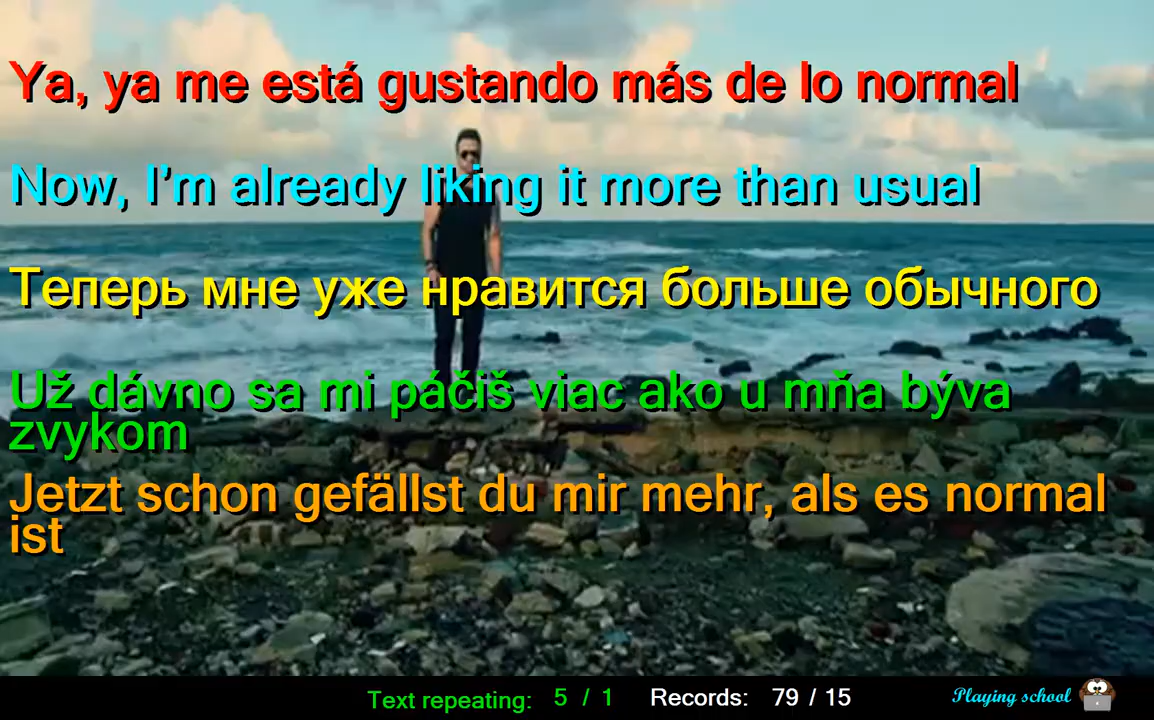 Ya, ya me está gustando más de lo normal
Now, I'm already liking it more than usual
Теперь мне уже нравится больше обычного
Už dávno sa mi páčiš viac ako u mňa býva
zvykom
Jetzt schon gefällst du mir mehr, als es normal
ist
Text repeating: 5 / 1 Records: 79 / 15 Playing school